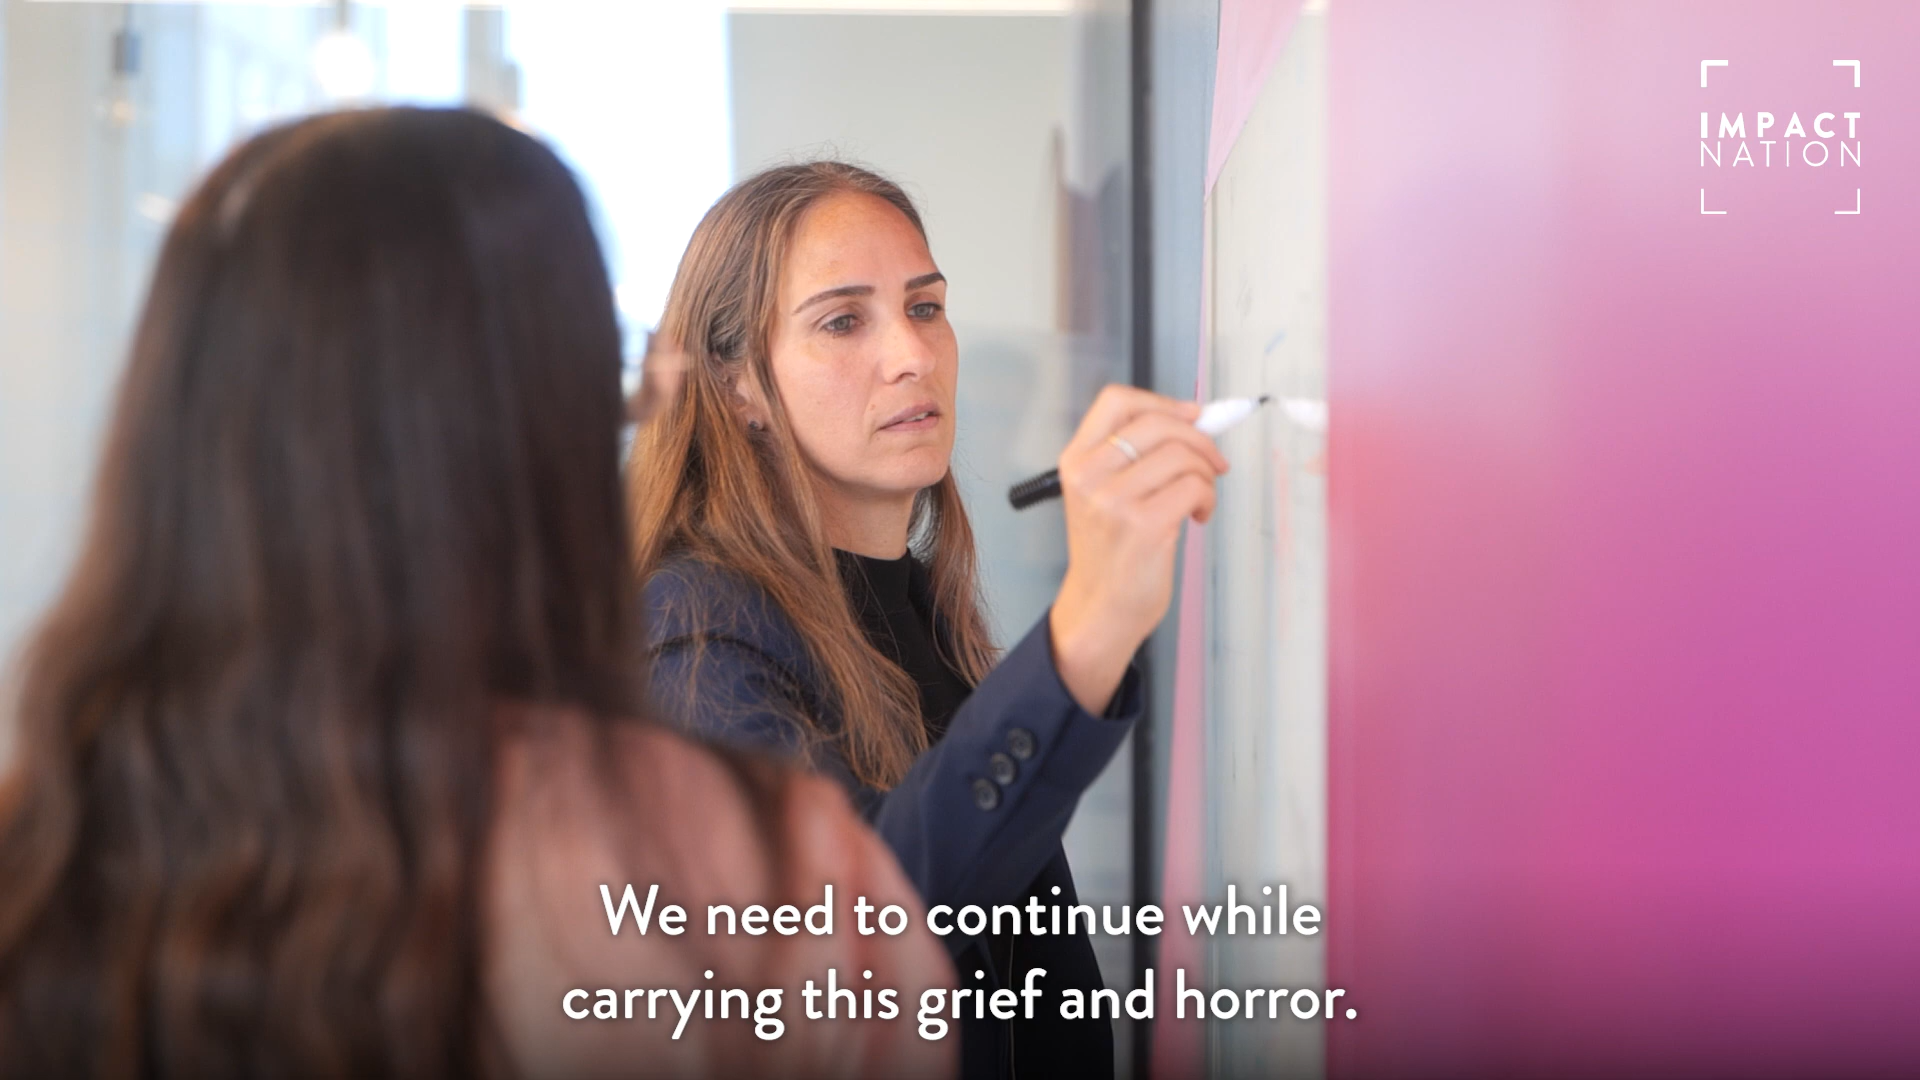 IMPACT
NATION
We need to continue while
carrying this grief and horror.